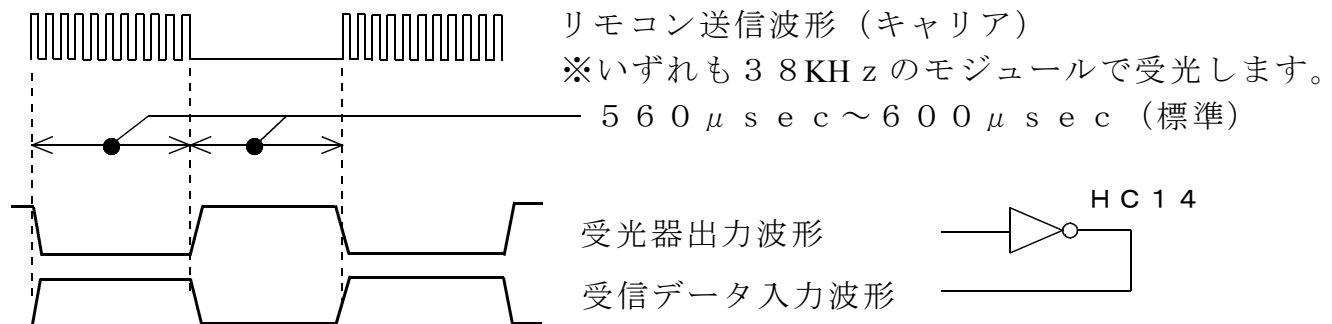 リモコン送信波形（キャリア）
※いずれも３８KHｚのモジュールで受光します。
５６０μｓｅｃ～６００μｓｅｃ（標準）
ＨＣ１４
受光器出力波形
受信データ入力波形